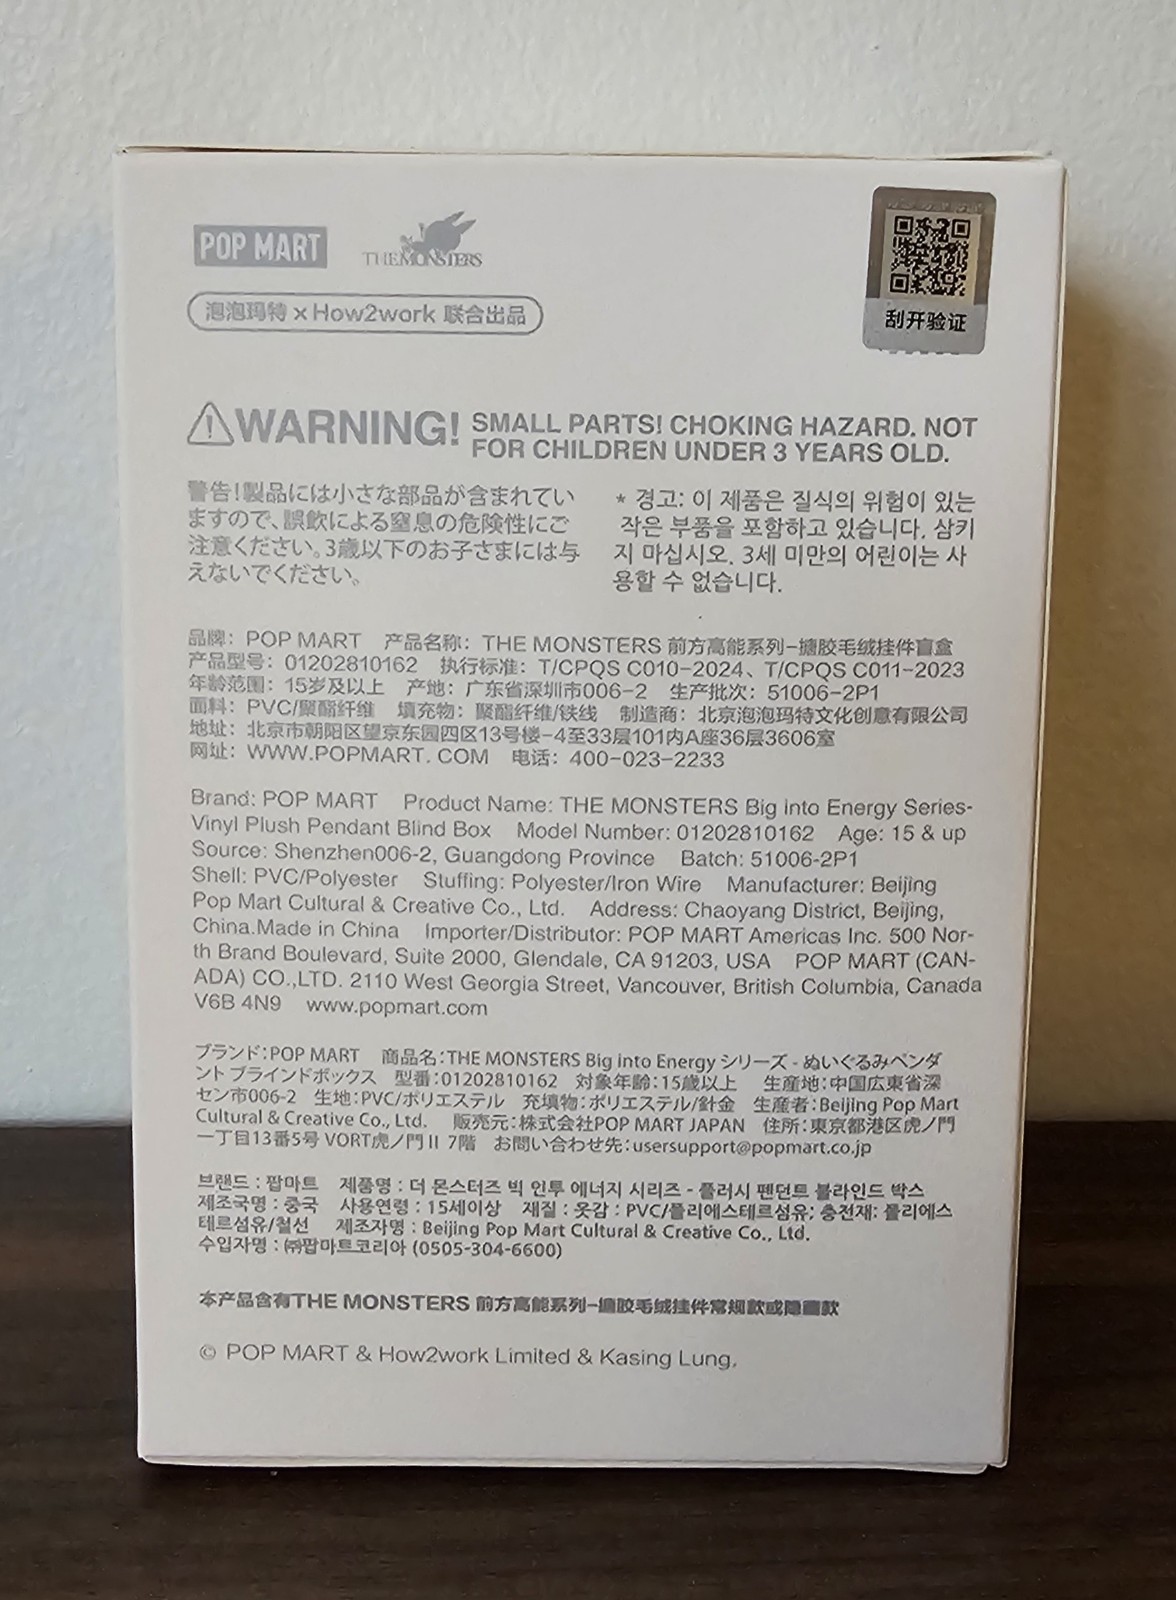 POP MART
THE MONSTERS
泡泡玛特 x How2work 联合出品
刮开验证
WARNING! SMALL PARTS! CHOKING HAZARD. NOT
FOR CHILDREN UNDER 3 YEARS OLD.
警告!製品には小さな部品が含まれてい
ますので、誤飲による窒息の危険性にご
注意ください。3歳以下のお子さまには与
えないでください。
* 경고: 이 제품은 질식의 위험이 있는
작은 부품을 포함하고 있습니다. 삼키
지 마십시오. 3세 미만의 어린이는 사
용할 수 없습니다.
品牌: POP MART 产品名称: THE MONSTERS 前方高能系列-搪胶毛绒挂件盲盒
产品型号: 01202810162 执行标准: T/CPQS C010-2024、T/CPQS C011-2023
年龄范围: 15岁及以上 产地: 广东省深圳市006-2 生产批次: 51006-2P1
面料: PVC/聚酯纤维 填充物: 聚酯纤维/铁线 制造商: 北京泡泡玛特文化创意有限公司
地址: 北京市朝阳区望京东园四区13号楼-4至33层101内A座36层3606室
网址: WWW.POPMART. COM 电话: 400-023-2233
Brand: POP MART Product Name: THE MONSTERS Big into Energy Series-
Vinyl Plush Pendant Blind Box Model Number: 01202810162 Age: 15 & up
Source: Shenzhen006-2, Guangdong Province Batch: 51006-2P1
Shell: PVC/Polyester Stuffing: Polyester/Iron Wire Manufacturer: Beijing
Pop Mart Cultural & Creative Co., Ltd. Address: Chaoyang District, Beijing,
China.Made in China Importer/Distributor: POP MART Americas Inc. 500 Nor-
th Brand Boulevard, Suite 2000, Glendale, CA 91203, USA POP MART (CAN-
ADA) CO.,LTD. 2110 West Georgia Street, Vancouver, British Columbia, Canada
V6B 4N9 www.popmart.com
ブランド:POP MART 商品名:THE MONSTERS Big into Energy シリーズ - ぬいぐるみペンダ
ント ブラインドボックス 型番:01202810162 対象年齢:15歳以上 生産地:中国広東省深
セン市006-2 生地:PVC/ポリエステル 充填物:ポリエステル/針金 生産者:Beijing Pop Mart
Cultural & Creative Co., Ltd. 販売元:株式会社POP MART JAPAN 住所:東京都港区虎ノ門
一丁目13番5号 VORT虎ノ門II 7階 お問い合わせ先:usersupport@popmart.co.jp
브랜드 : 팝마트 제품명 : 더 몬스터즈 빅 인투 에너지 시리즈 - 플러시 펜던트 블라인드 박스
제조국명 : 중국 사용연령 : 15세이상 재질 : 옷감 : PVC/폴리에스테르섬유; 충전재: 폴리에스
테르섬유/철선 제조자명 : Beijing Pop Mart Cultural & Creative Co., Ltd.
수입자명 : ㈜팝마트코리아 (0505-304-6600)
本产品含有THE MONSTERS 前方高能系列-搪胶毛绒挂件常规款或隐藏款
© POP MART & How2work Limited & Kasing Lung.